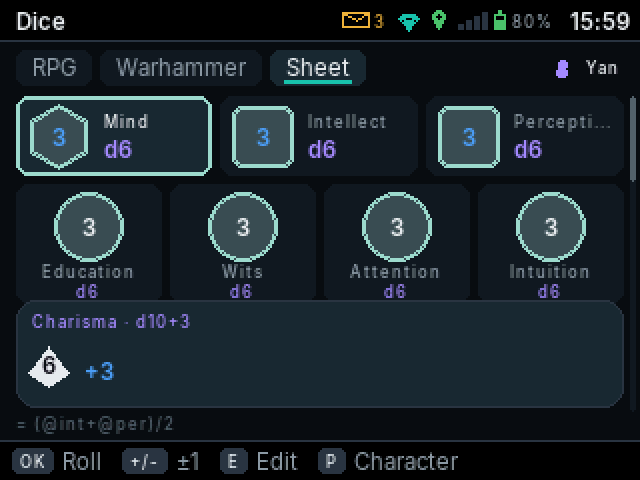 Dice 3 80% 15:59
RPG Warhammer Sheet Yan
3 Mind d6 3 Intellect d6 3 Percepti... d6
3 3 3 3
Education Wits Attention Intuition
d6 d6 d6 d6
Charisma · d10+3
6 +3
= (@int+@per)/2
OK Roll +/- ±1 E Edit P Character